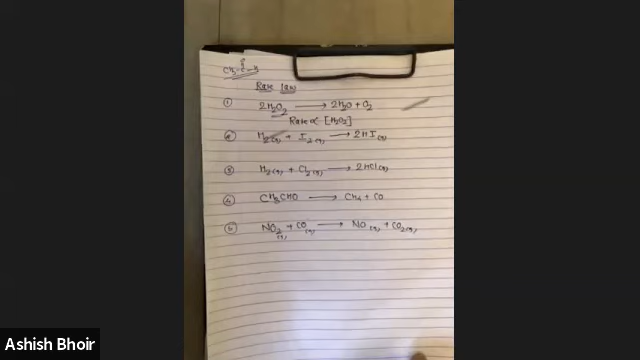 O
CH3-C-H
Rate law
① 2H2O2 → 2H2O + O2
Rate ∝ [H2O2]
② H2(g) + I2(g) → 2HI(g)
③ H2(g) + Cl2(g) → 2HCl(g)
④ CH3CHO → CH4 + CO
⑤ NO2(g) + CO(g) → NO(g) + CO2(g)
Ashish Bhoir